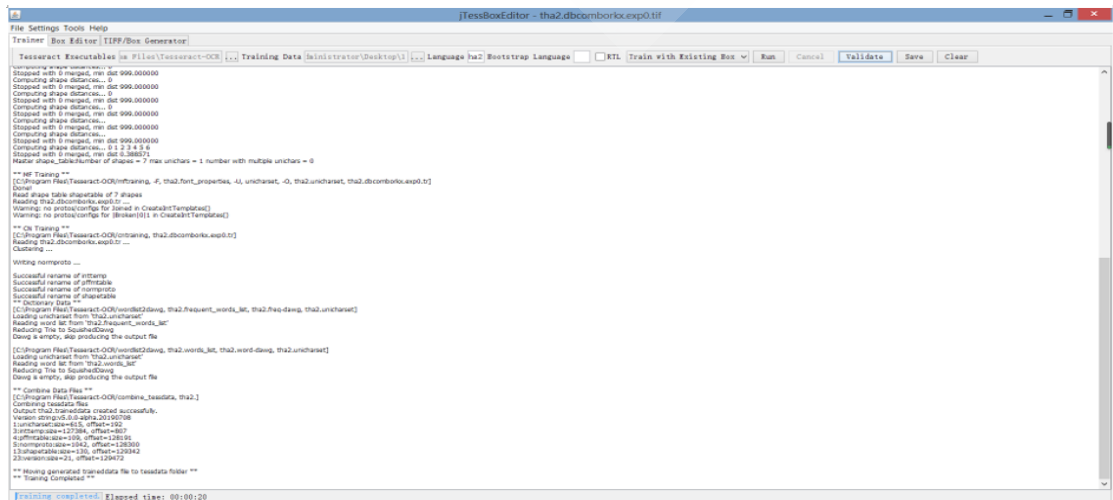 jTessBoxEditor - tha2.dbcomborkx.exp0.tif
File Settings Tools Help
Trainer Box Editor TIFF/Box Generator
Tesseract Executables Files\Tesseract-OCR ... Training Data \Desktop\1 ... Language ha2 Bootstrap Language RTL Train with Existing Box Run Cancel Validate Save Clear
Computing shape distances... 0
Stopped with 0 merged, min dist 999.000000
Computing shape distances... 0
Stopped with 0 merged, min dist 999.000000
Computing shape distances... 0
Stopped with 0 merged, min dist 999.000000
Computing shape distances...
Stopped with 0 merged, min dist 999.000000
Computing shape distances...
Stopped with 0 merged, min dist 999.000000
Computing shape distances... 0 1 2 3 4 5 6
Stopped with 0 merged, min dist 0.388571
Master shape_table:Number of shapes = 7 max unichars = 1 number with multiple unichars = 0
** MF Training **
[C:\Program Files\Tesseract-OCR/mftraining, -F, tha2.font_properties, -U, unicharset, -O, tha2.unicharset, tha2.dbcomborkx.exp0.tr]
Done!
Read shape table shapetable of 7 shapes
Reading tha2.dbcomborkx.exp0.tr ...
Warning: no protos/configs for Joined in CreateIntTemplates()
Warning: no protos/configs for |Broken|0|1 in CreateIntTemplates()
** CN Training **
[C:\Program Files\Tesseract-OCR/cntraining, tha2.dbcomborkx.exp0.tr]
Reading tha2.dbcomborkx.exp0.tr ...
Clustering ...
Writing normproto ...
Successful rename of inttemp
Successful rename of pffmtable
Successful rename of normproto
Successful rename of shapetable
** Dictionary Data **
[C:\Program Files\Tesseract-OCR/wordlist2dawg, tha2.frequent_words_list, tha2.freq-dawg, tha2.unicharset]
Loading unicharset from 'tha2.unicharset'
Reading word list from 'tha2.frequent_words_list'
Reducing Trie to SquishedDawg
Dawg is empty, skip producing the output file
[C:\Program Files\Tesseract-OCR/wordlist2dawg, tha2.words_list, tha2.word-dawg, tha2.unicharset]
Loading unicharset from 'tha2.unicharset'
Reading word list from 'tha2.words_list'
Reducing Trie to SquishedDawg
Dawg is empty, skip producing the output file
** Combine Data Files **
[C:\Program Files\Tesseract-OCR/combine_tessdata, tha2.]
Combining tessdata files
Output tha2.traineddata created successfully.
Version string:v5.0.0-alpha.20190708
1:unicharset:size=615, offset=192
3:inttemp:size=127384, offset=807
4:pffmtable:size=109, offset=128191
5:normproto:size=1042, offset=128300
13:shapetable:size=130, offset=129342
23:version:size=21, offset=129472
** Moving generated traineddata file to tessdata folder **
** Training Completed **
Training completed. Elapsed time: 00:00:20